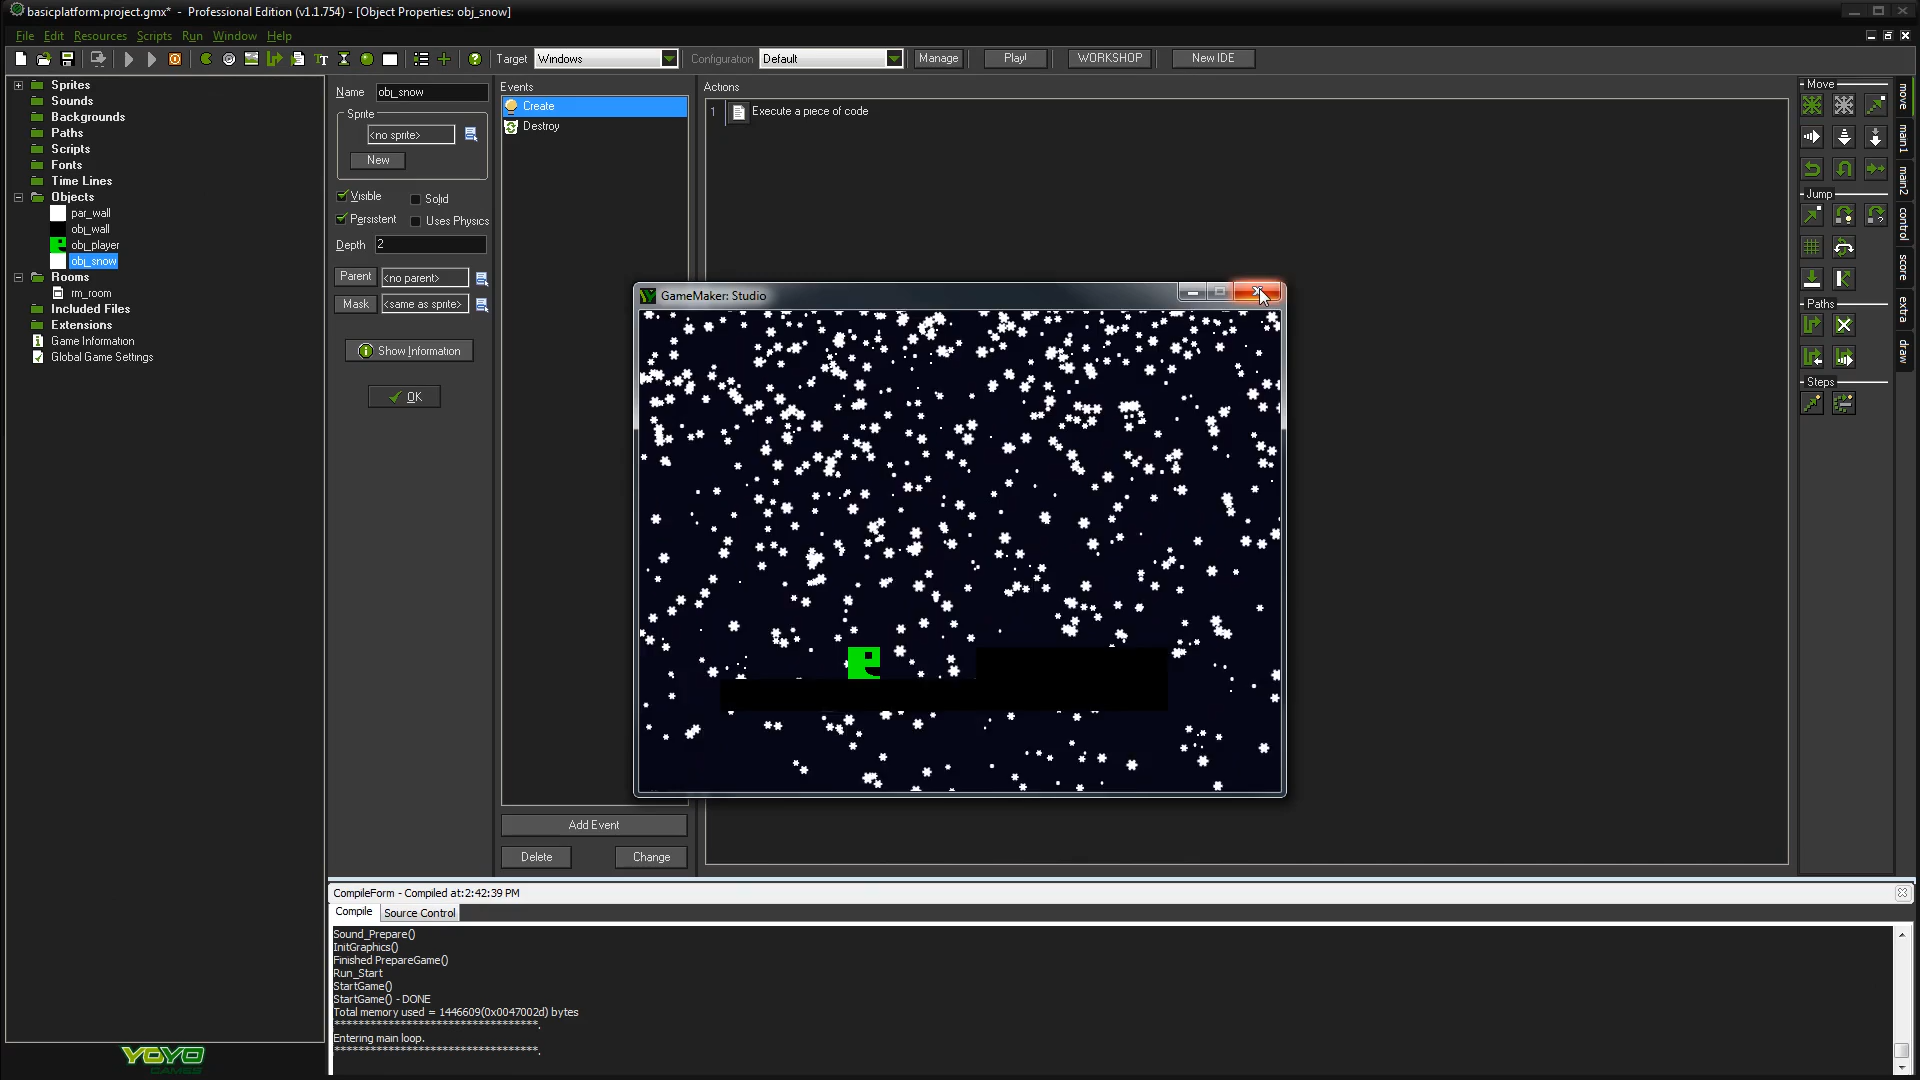 basicplatform.project.gmx* - Professional Edition (v1.1.754) - [Object Properties: obj_snow]
File Edit Resources Scripts Run Window Help
Target Windows Configuration Default Manage Play! WORKSHOP New IDE
Sprites
Sounds
Backgrounds
Paths
Scripts
Fonts
Time Lines
Objects
par_wall
obj_wall
obj_player
obj_snow
Rooms
rm_room
Included Files
Extensions
Game Information
Global Game Settings
YOYO
GAMES
Name obj_snow
Sprite
<no sprite>
New
Visible Solid
Persistent Uses Physics
Depth 2
Parent <no parent>
Mask <same as sprite>
Show Information
OK
Events
Create
Destroy
Add Event
Delete Change
Actions
1 Execute a piece of code
GameMaker: Studio
Move
Jump
Paths
Steps
move
main1
main2
control
score
extra
draw
CompileForm - Compiled at:2:42:39 PM
Compile Source Control
Sound_Prepare()
InitGraphics()
Finished PrepareGame()
Run_Start
StartGame()
StartGame() - DONE
Total memory used = 1446609(0x0047002d) bytes
**********************************.
Entering main loop.
**********************************.